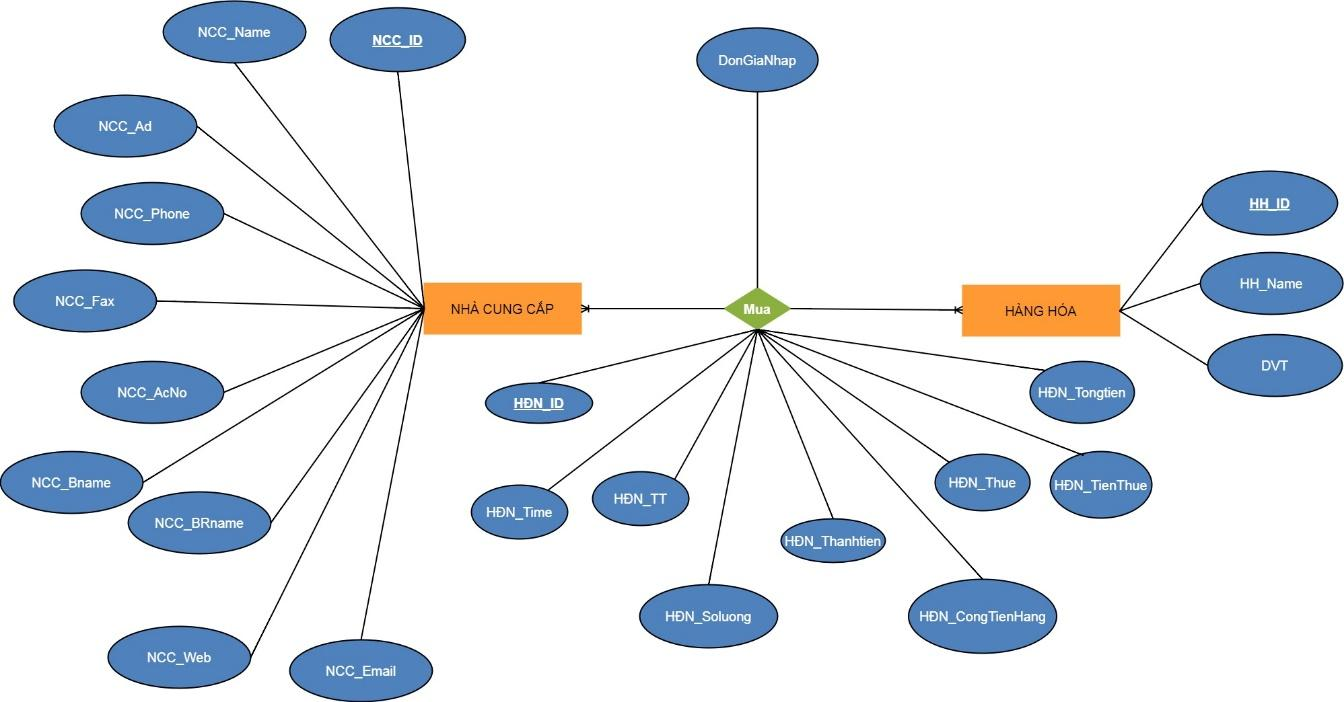 NCC_Name
NCC_ID
DonGiaNhap
NCC_Ad
NCC_Phone
HH_ID
NCC_Fax
HH_Name
NHÀ CUNG CẤP
Mua
HÀNG HÓA
DVT
NCC_AcNo
HĐN_ID
HĐN_Tongtien
NCC_Bname
HĐN_Thue
HĐN_TienThue
HĐN_TT
HĐN_Time
NCC_BRname
HĐN_Thanhtien
HĐN_Soluong
HĐN_CongTienHang
NCC_Web
NCC_Email